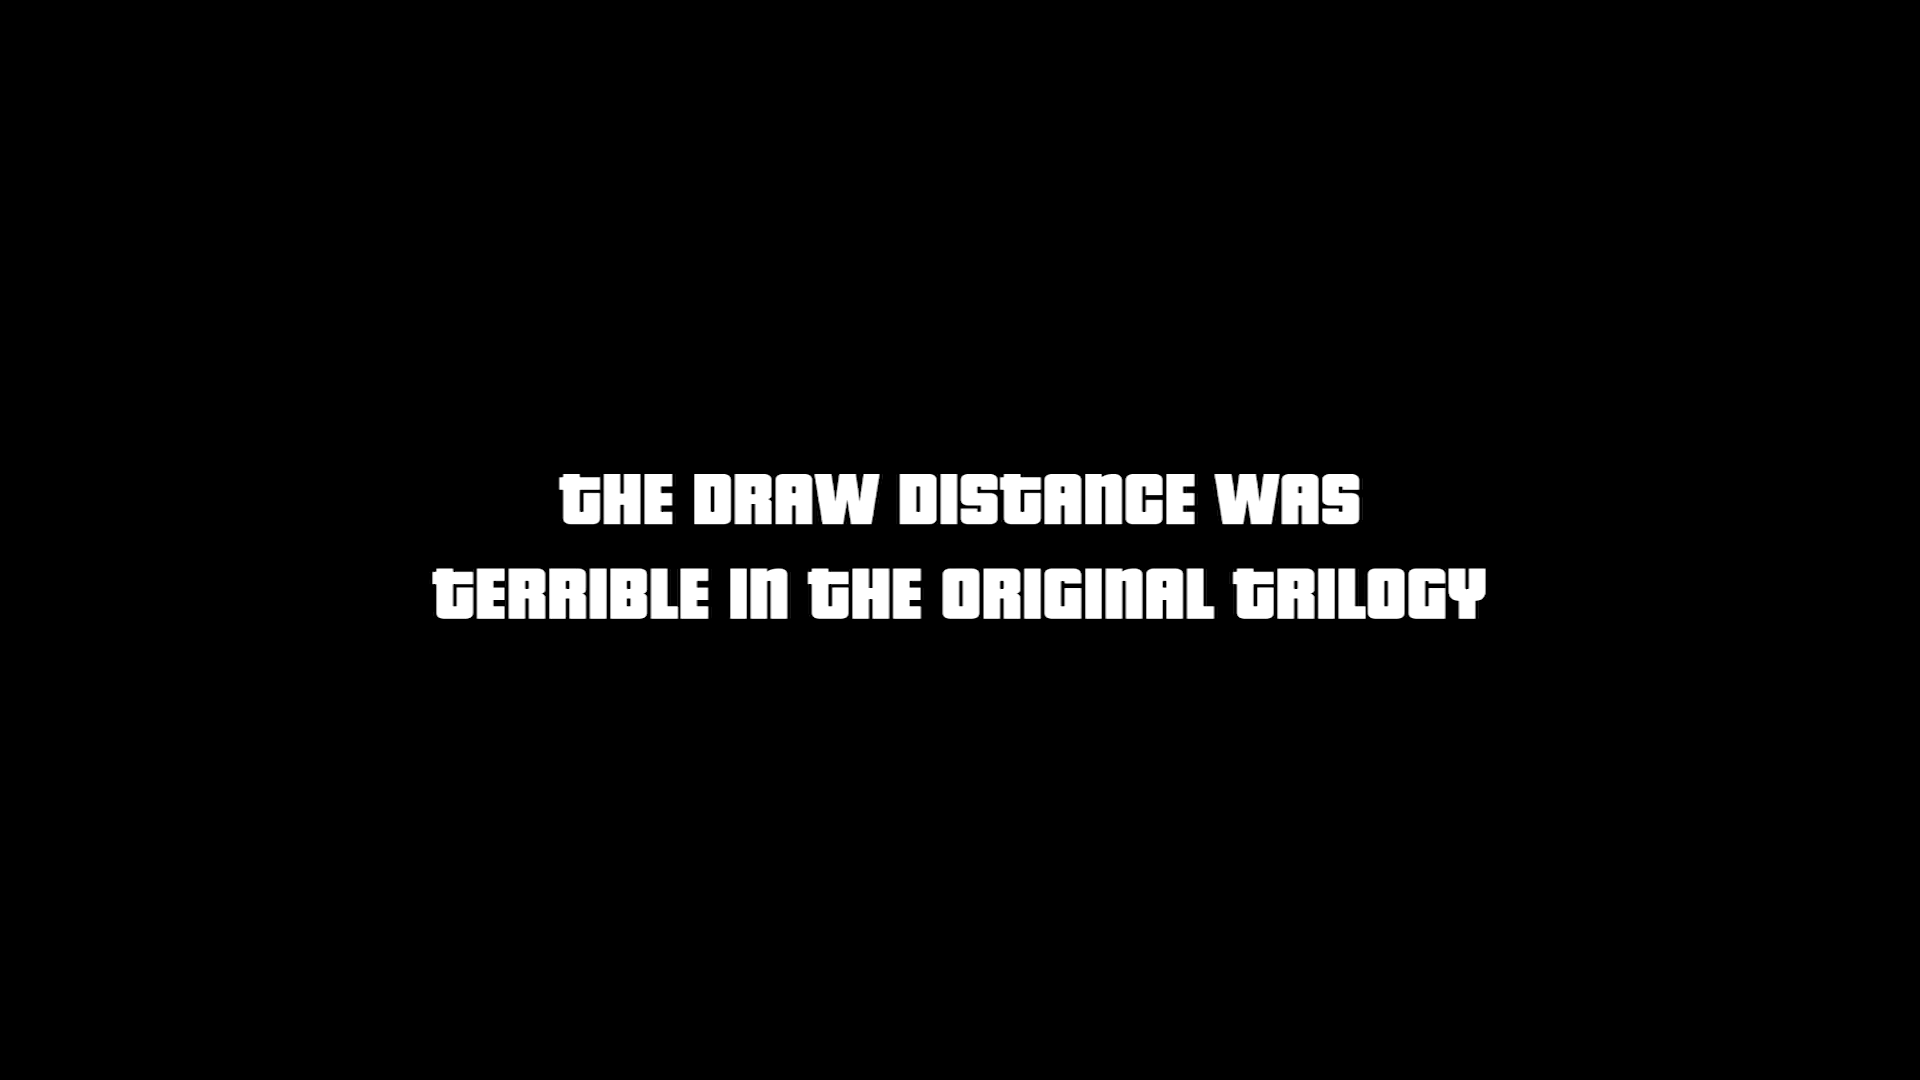 THE DRAW DISTANCE WAS
TERRIBLE IN THE ORIGINAL TRILOGY